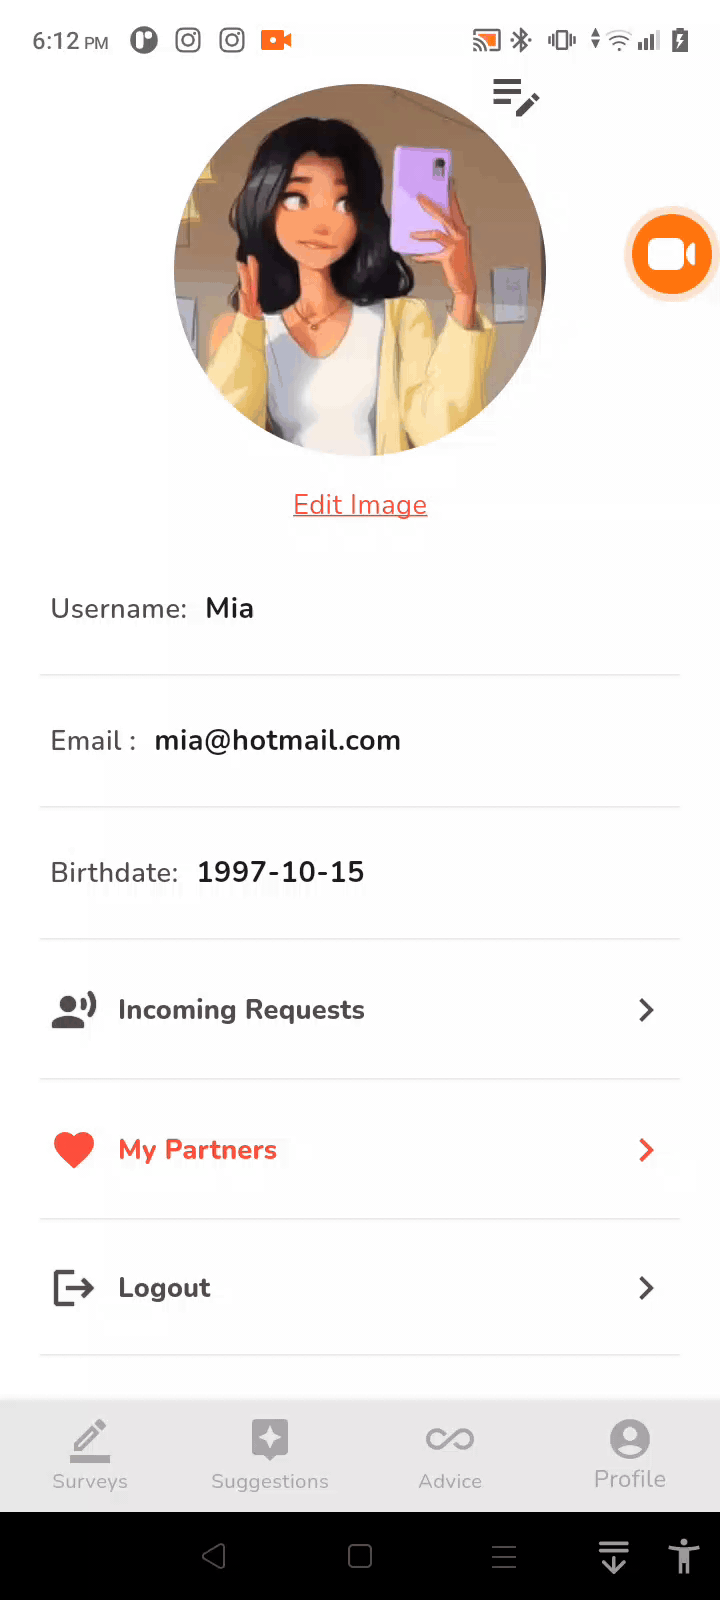 6:12 PM
Edit Image
Username: Mia
Email : mia@hotmail.com
Birthdate: 1997-10-15
Incoming Requests
My Partners
Logout
Surveys Suggestions Advice Profile